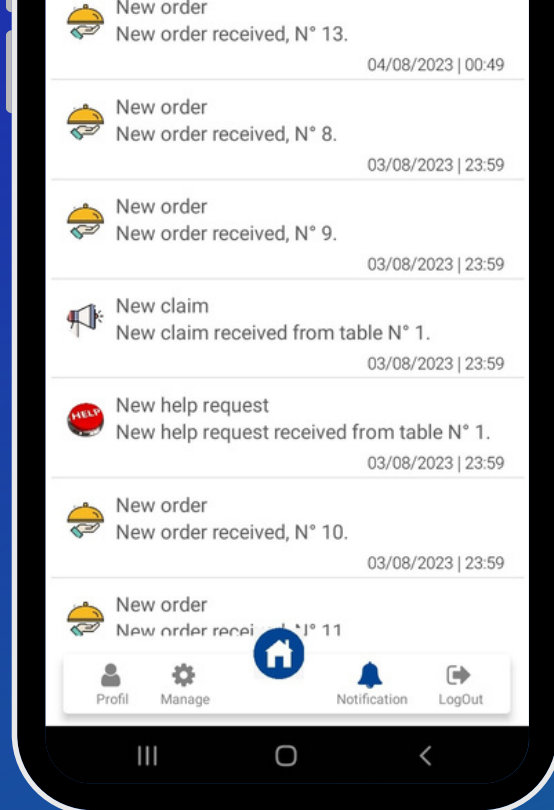 New order
New order received, N° 13.
04/08/2023 | 00:49
New order
New order received, N° 8.
03/08/2023 | 23:59
New order
New order received, N° 9.
03/08/2023 | 23:59
New claim
New claim received from table N° 1.
03/08/2023 | 23:59
HELP
New help request
New help request received from table N° 1.
03/08/2023 | 23:59
New order
New order received, N° 10.
03/08/2023 | 23:59
New order
New order N° 11
Profil Manage Notification LogOut